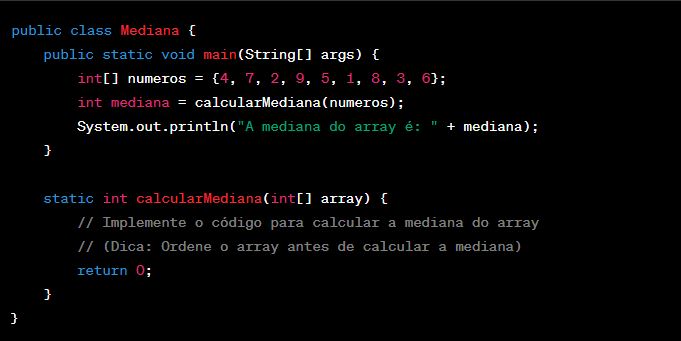 public class Mediana {
    public static void main(String[] args) {
        int[] numeros = {4, 7, 2, 9, 5, 1, 8, 3, 6};
        int mediana = calcularMediana(numeros);
        System.out.println("A mediana do array é: " + mediana);
    }

    static int calcularMediana(int[] array) {
        // Implemente o código para calcular a mediana do array
        // (Dica: Ordene o array antes de calcular a mediana)
        return 0;
    }
}